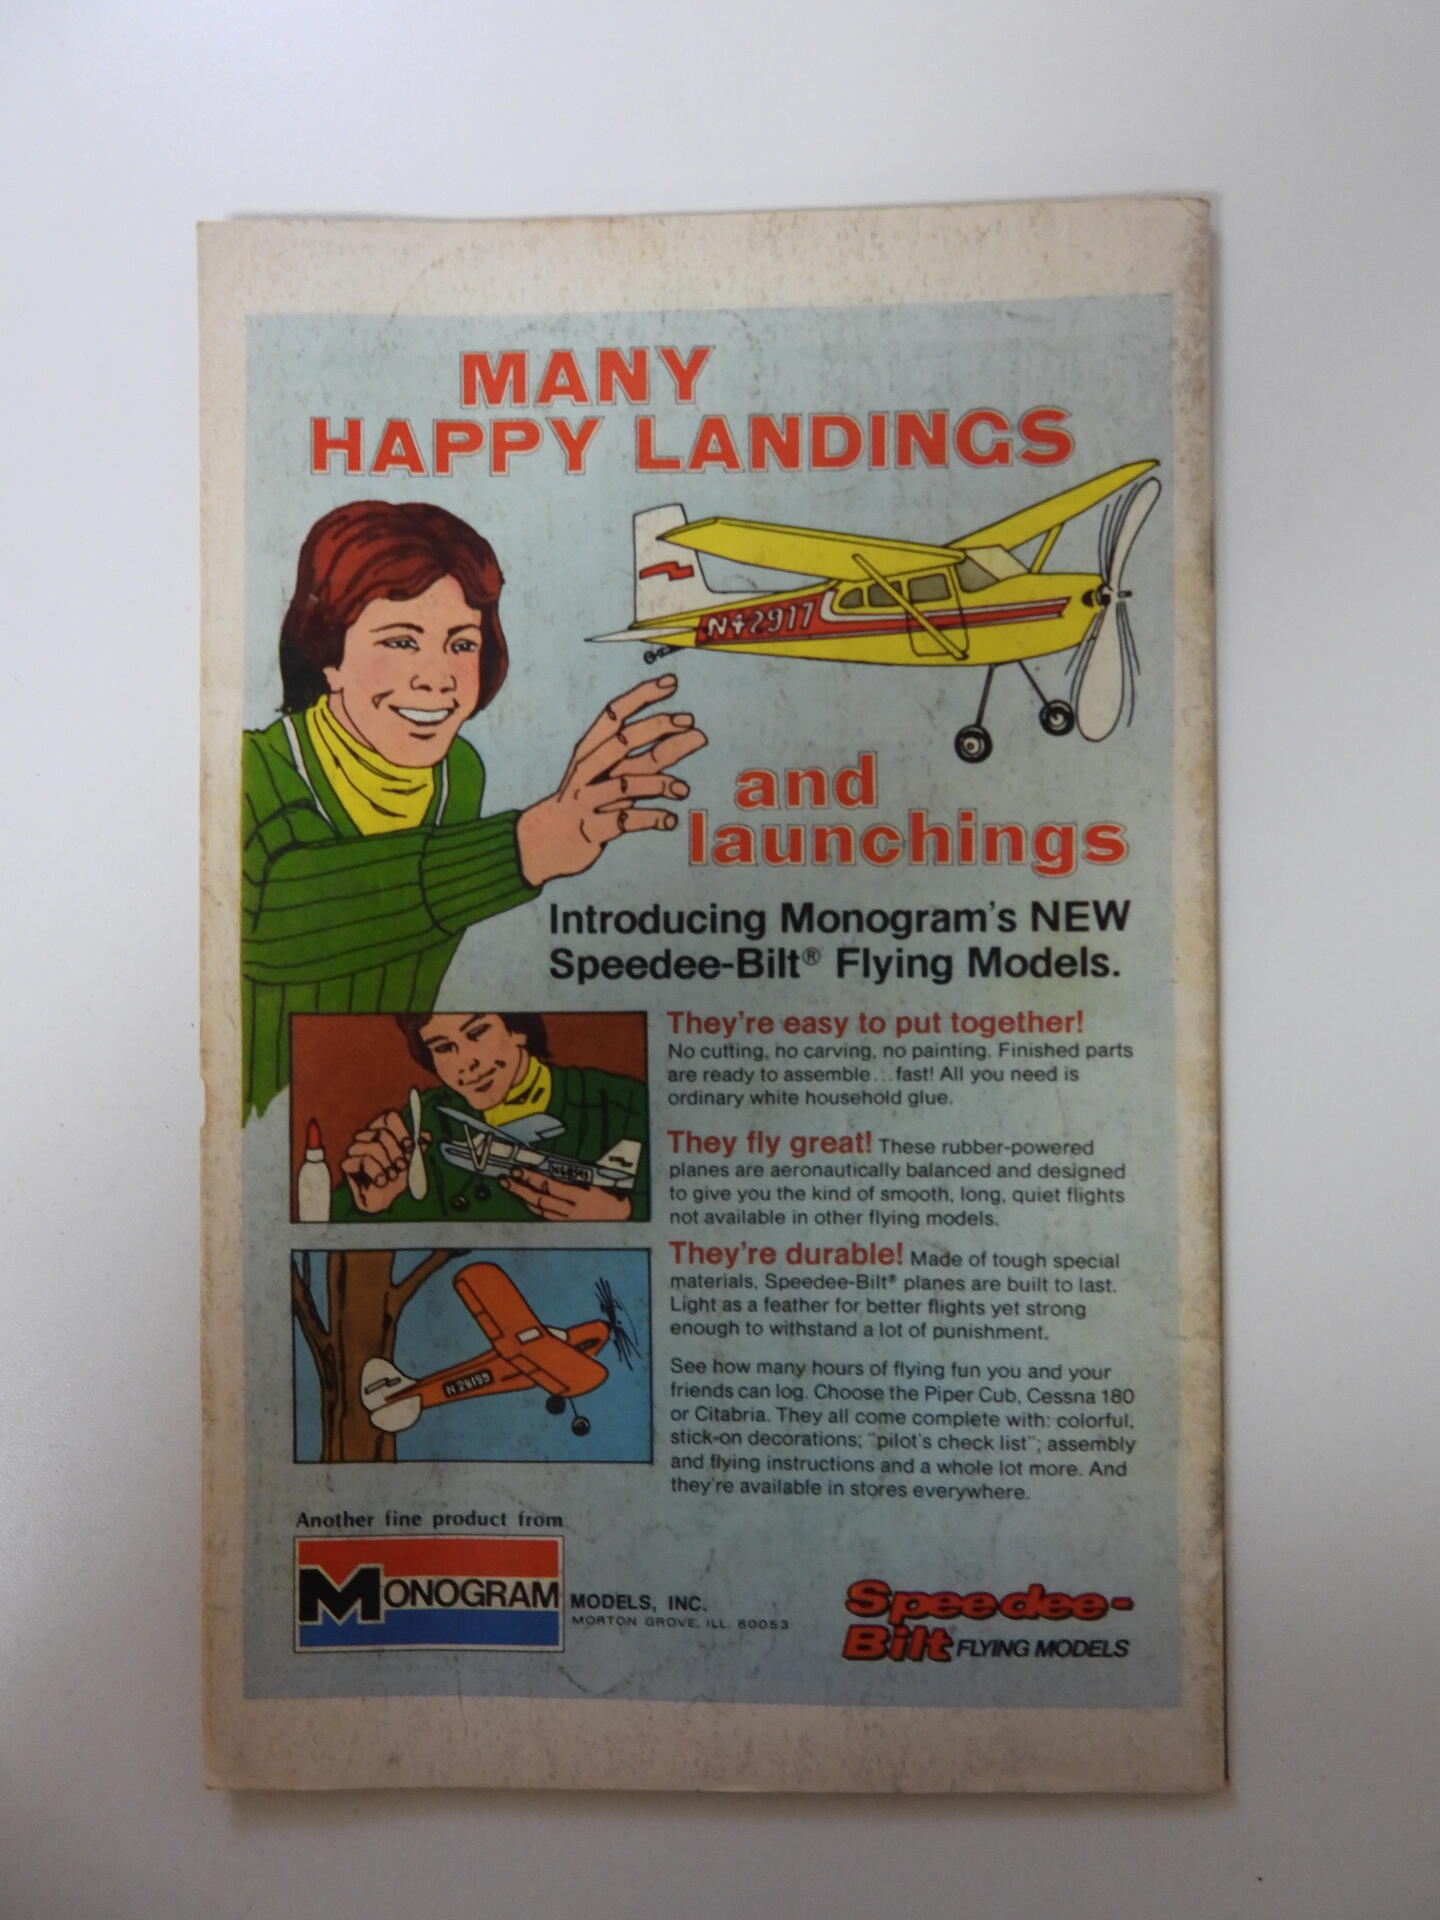 MANY
HAPPY LANDINGS
N42917
and
launchings
Introducing Monogram's NEW
Speedee-Bilt® Flying Models.
They're easy to put together!
No cutting, no carving, no painting. Finished parts
are ready to assemble...fast! All you need is
ordinary white household glue.
They fly great! These rubber-powered
planes are aeronautically balanced and designed
to give you the kind of smooth, long, quiet flights
not available in other flying models.
They're durable! Made of tough special
materials, Speedee-Bilt® planes are built to last.
Light as a feather for better flights yet strong
enough to withstand a lot of punishment.
N28199
See how many hours of flying fun you and your
friends can log. Choose the Piper Cub, Cessna 180
or Citabria. They all come complete with: colorful,
stick-on decorations; "pilot's check list"; assembly
and flying instructions and a whole lot more. And
they're available in stores everywhere.
Another fine product from
MONOGRAM MODELS, INC.
MORTON GROVE, ILL. 60053
Speedee-
Bilt FLYING MODELS